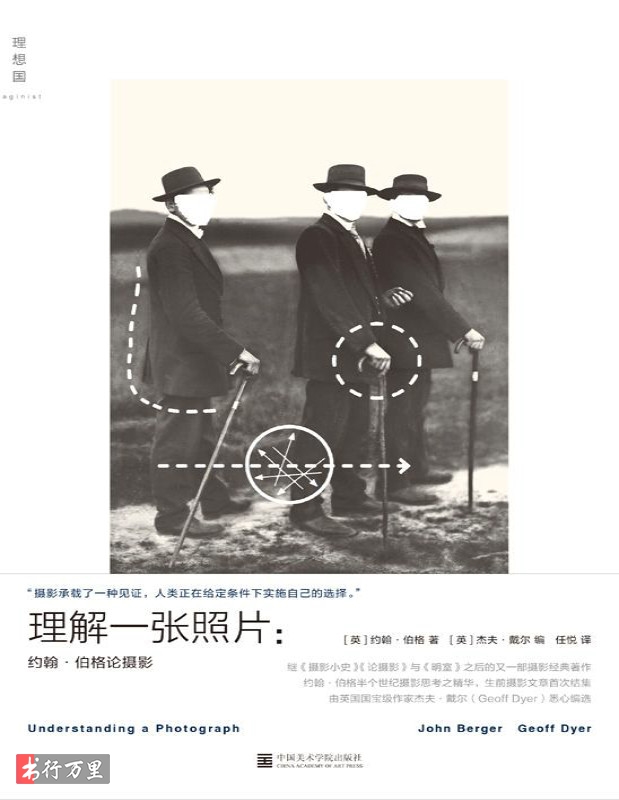 理
想
国
aginist
“摄影承载了一种见证，人类正在给定条件下实施自己的选择。”
理解一张照片：
[英]约翰·伯格 著 [英]杰夫·戴尔 编 任悦 译
约翰·伯格论摄影
继《摄影小史》《论摄影》与《明室》之后的又一部摄影经典著作
约翰·伯格半个世纪摄影思考之精华，生前摄影文章首次结集
由英国国宝级作家杰夫·戴尔（Geoff Dyer）悉心编选
Understanding a Photograph
John Berger Geoff Dyer
中国美术学院出版社
CHINA ACADEMY OF ART PRESS
书行万里